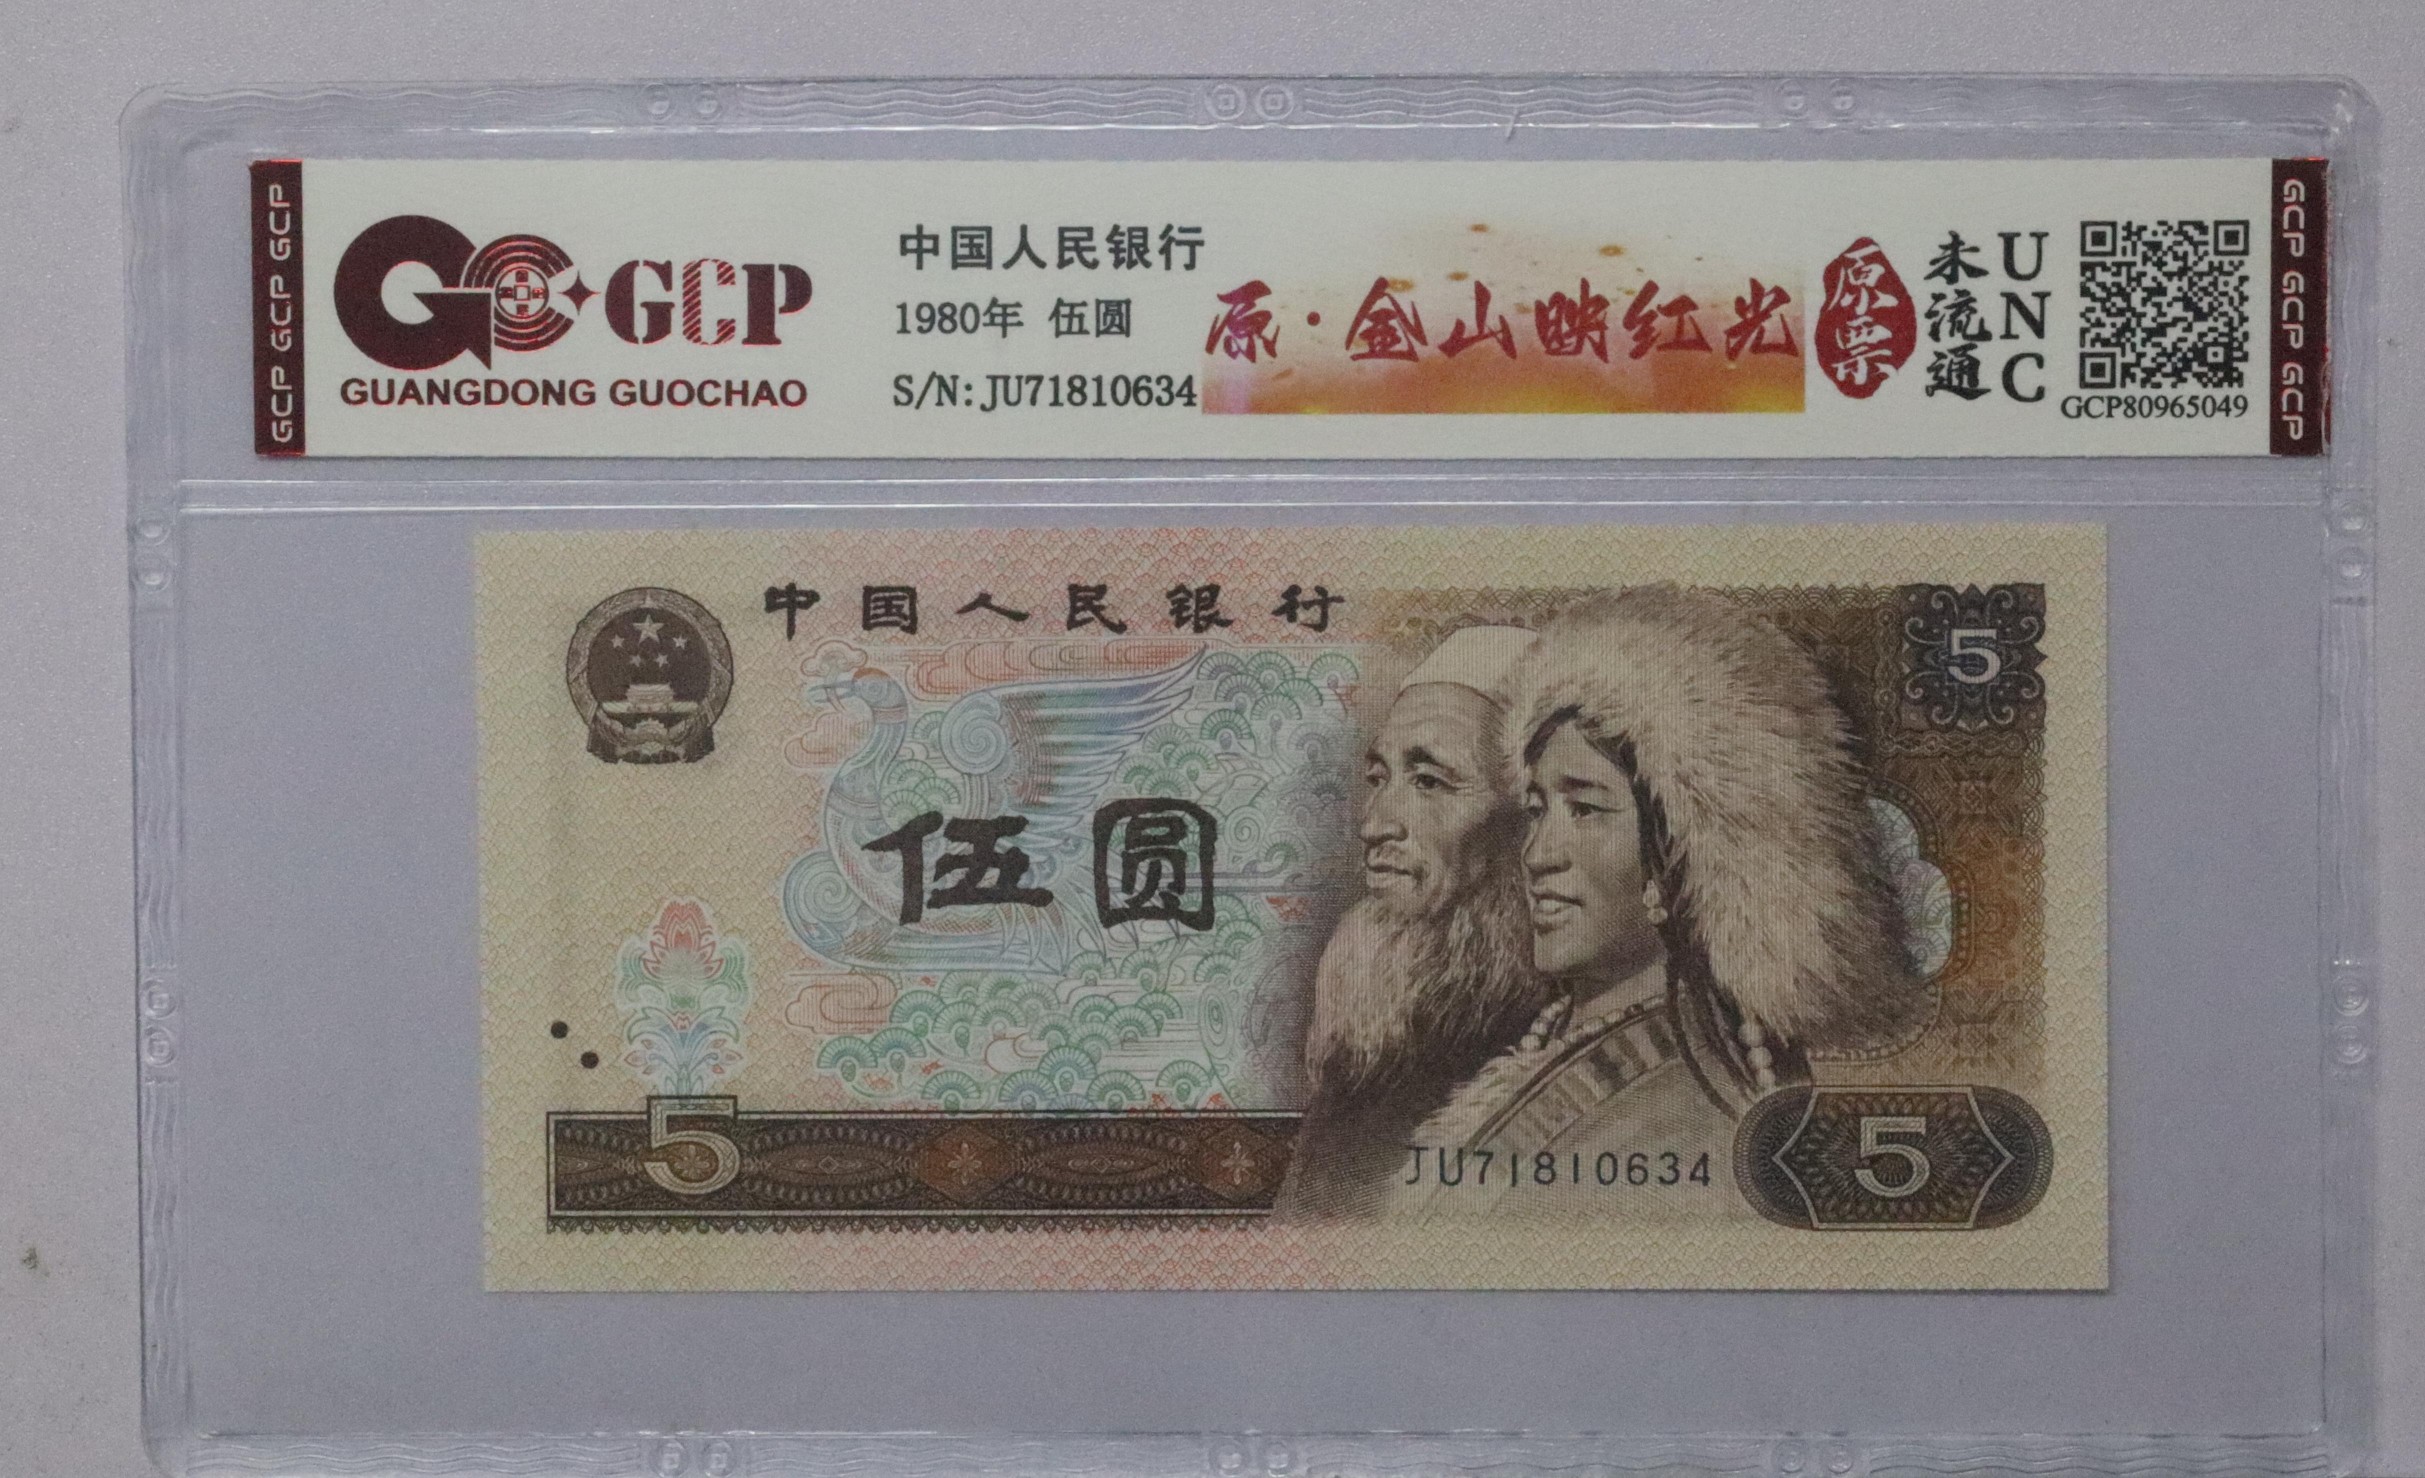 GCP GCP GCP
GCP
GUANGDONG GUOCHAO
中国人民银行
1980年 伍圆
S/N: JU71810634
原·金山映红光
原票
未流通
UNC
GCP80965049
GCP GCP GCP
中国人民银行
5
伍圆
5
JU71810634
5